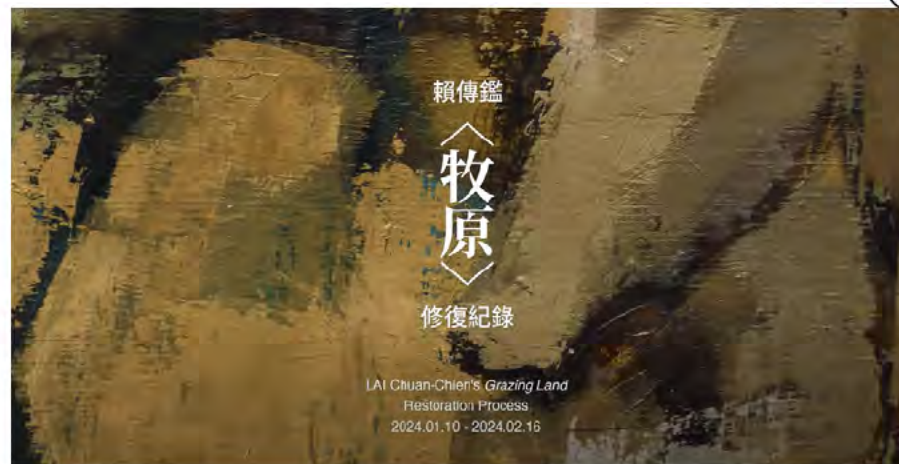 賴傳鑑
〈牧原〉
修復紀錄
LAI Chuan-Chien's Grazing Land
Restoration Process
2024.01.10 - 2024.02.16